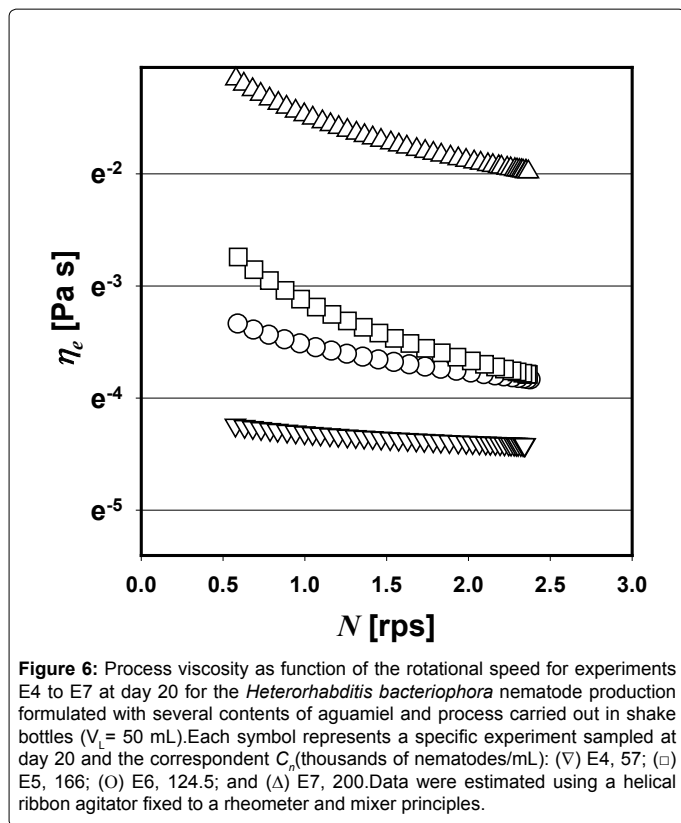 e-2
e-3
e-4
e-5
ηe [Pa s]
0.0 0.5 1.0 1.5 2.0 2.5 3.0
N [rps]
Figure 6: Process viscosity as function of the rotational speed for experiments
E4 to E7 at day 20 for the Heterorhabditis bacteriophora nematode production
formulated with several contents of aguamiel and process carried out in shake
bottles (VL= 50 mL).Each symbol represents a specific experiment sampled at
day 20 and the correspondent Cn(thousands of nematodes/mL): (∇) E4, 57; (□)
E5, 166; (O) E6, 124.5; and (Δ) E7, 200.Data were estimated using a helical
ribbon agitator fixed to a rheometer and mixer principles.